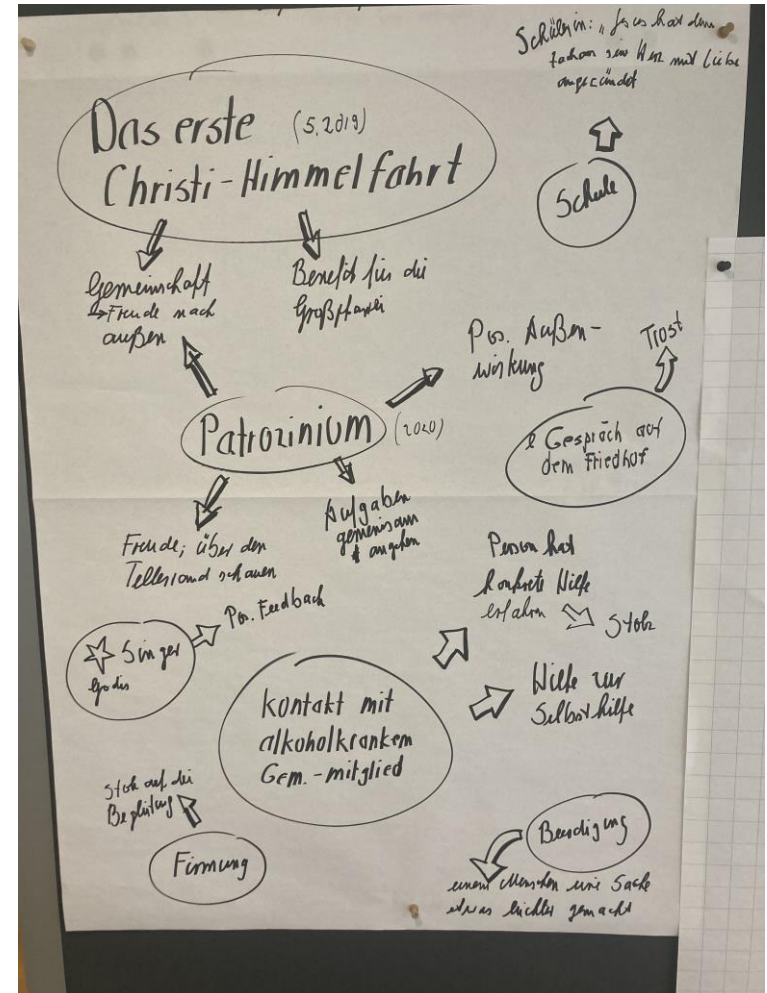 Schülerin: "Jesus hat den
sein Herz mit Liebe
angezündet
Schule
Das erste (5.2019)
Christi-Himmelfahrt
Gemeinschaft
→ Freude nach
außen
Benefit für die
Großpfarrei
Pos. Außen-
wirkung
Trost
Patrozinium (2020)
Gespräch auf
dem Friedhof
Aufgaben
gemeinsam
angehen
Freude; über den
Tellerrand schauen
Person hat
konkrete Hilfe
erfahren
Stolz
Pos. Feedback
Singer
Godis
Hilfe zur
Selbsthilfe
Kontakt mit
alkoholkrankem
Gem.-mitglied
Stolz auf die
Begleitung
Firmung
Beerdigung
einem Menschen eine Sache
etwas leichter gemacht